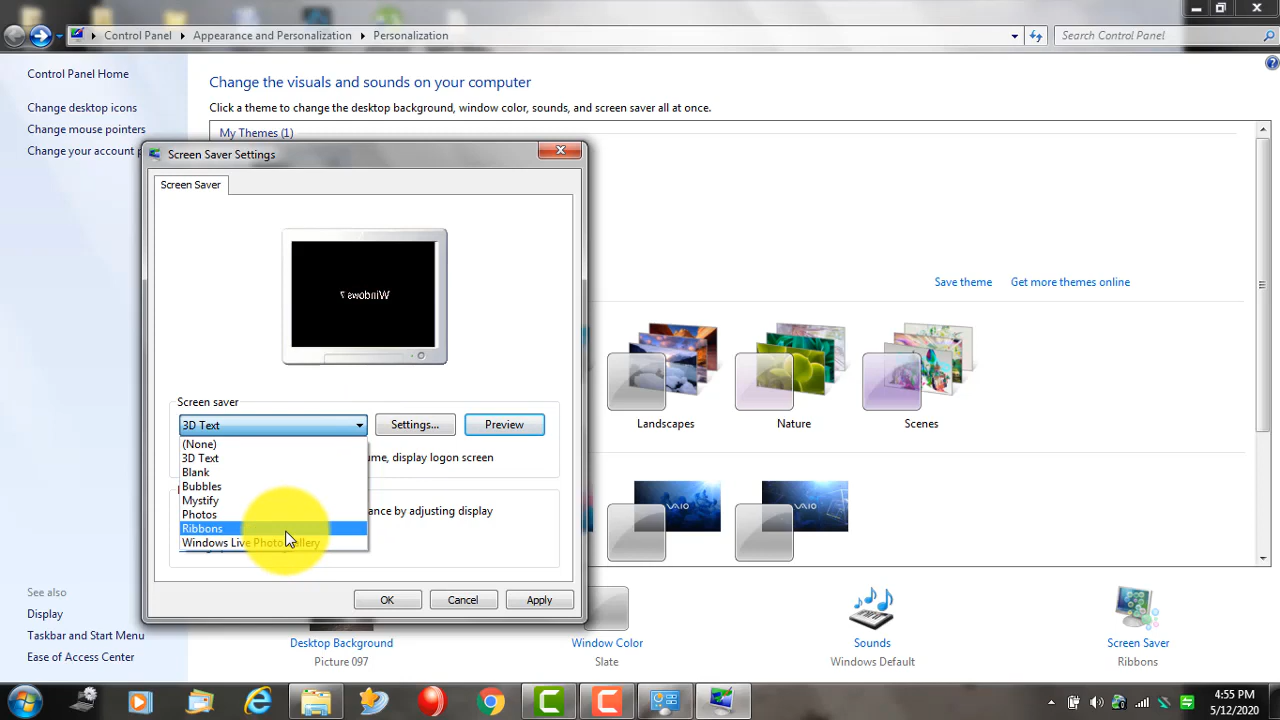 Control Panel
Appearance and Personalization
Personalization
Search Control Panel
Control Panel Home
Change desktop icons
Change mouse pointers
Change your account p
Change the visuals and sounds on your computer
Click a theme to change the desktop background, window color, sounds, and screen saver all at once.
My Themes (1)
Save theme
Get more themes online
Landscapes
Nature
Scenes
VAIO
VAIO
Screen Saver Settings
Screen Saver
Windows 7
Screen saver
3D Text
Settings...
Preview
ume, display logon screen
(None)
3D Text
Blank
Bubbles
Mystify
Photos
Ribbons
Windows Live Photo Gallery
ance by adjusting display
OK
Cancel
Apply
See also
Display
Taskbar and Start Menu
Ease of Access Center
Desktop Background
Picture 097
Window Color
Slate
Sounds
Windows Default
Screen Saver
Ribbons
4:55 PM
5/12/2020